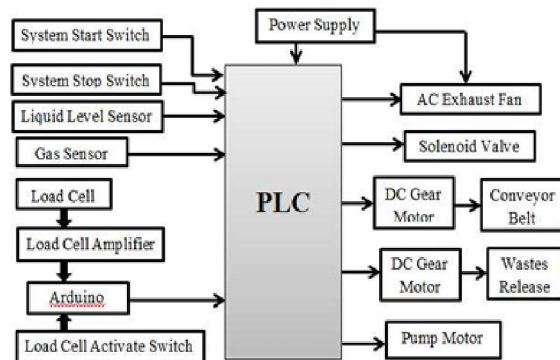 System Start Switch
System Stop Switch
Liquid Level Sensor
Gas Sensor
Load Cell
Load Cell Amplifier
Arduino
Load Cell Activate Switch
Power Supply
PLC
AC Exhaust Fan
Solenoid Valve
DC Gear
Motor
Conveyor
Belt
DC Gear
Motor
Wastes
Release
Pump Motor